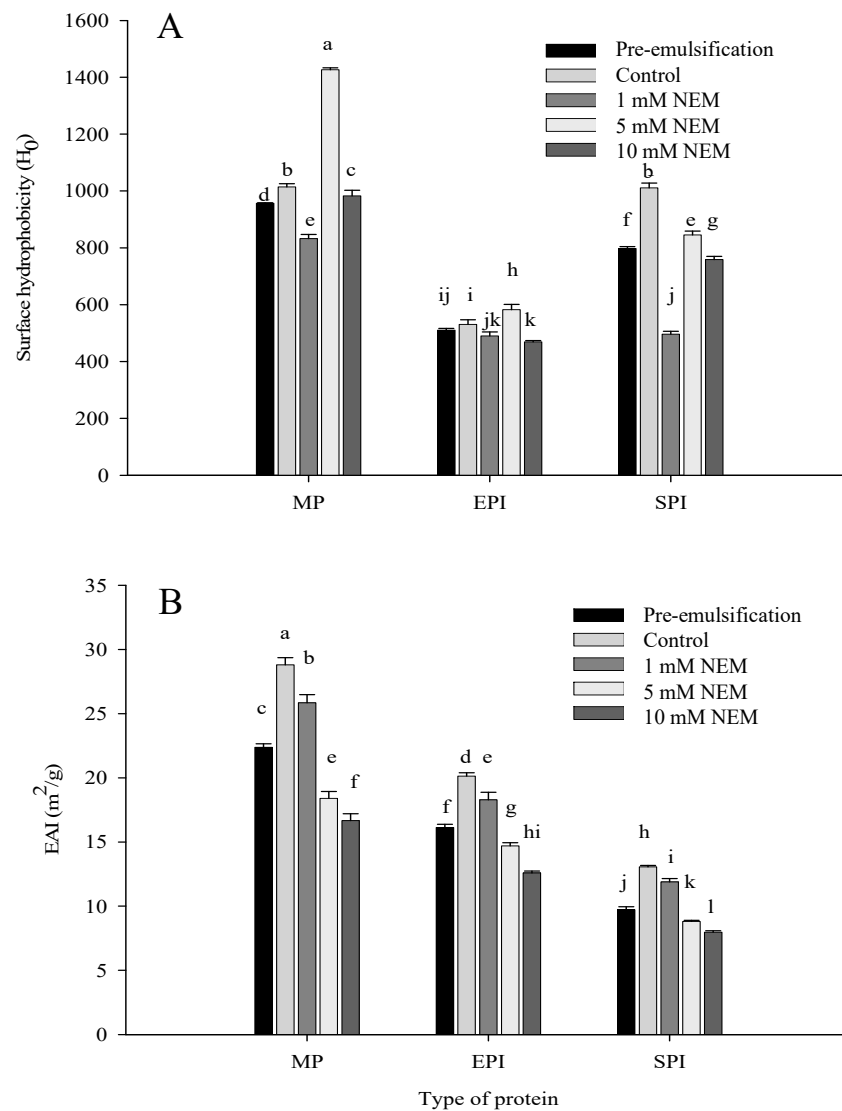 A
Surface hydrophobicity (H0)
1600
1400
1200
1000
800
600
400
200
0
Pre-emulsification
Control
1 mM NEM
5 mM NEM
10 mM NEM
d
b
e
a
c
ij
i
jk
h
k
f
b
j
e
g
MP
EPI
SPI
B
EAI (m2/g)
35
30
25
20
15
10
5
0
Pre-emulsification
Control
1 mM NEM
5 mM NEM
10 mM NEM
c
a
b
e
f
f
d
e
g
hi
j
h
i
k
l
MP
EPI
SPI
Type of protein